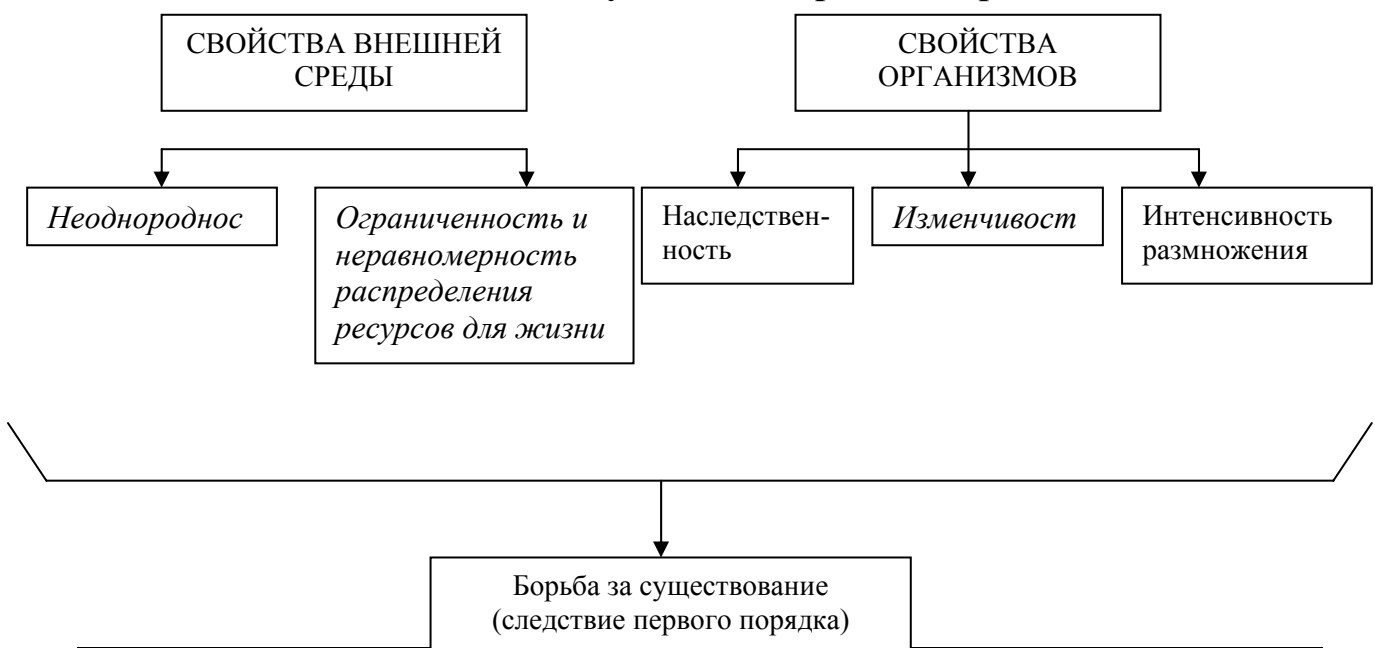 СВОЙСТВА ВНЕШНЕЙ
СРЕДЫ
СВОЙСТВА
ОРГАНИЗМОВ
Неоднороднос
Ограниченность и
неравномерность
распределения
ресурсов для жизни
Наследствен-
ность
Изменчивост
Интенсивность
размножения
Борьба за существование
(следствие первого порядка)